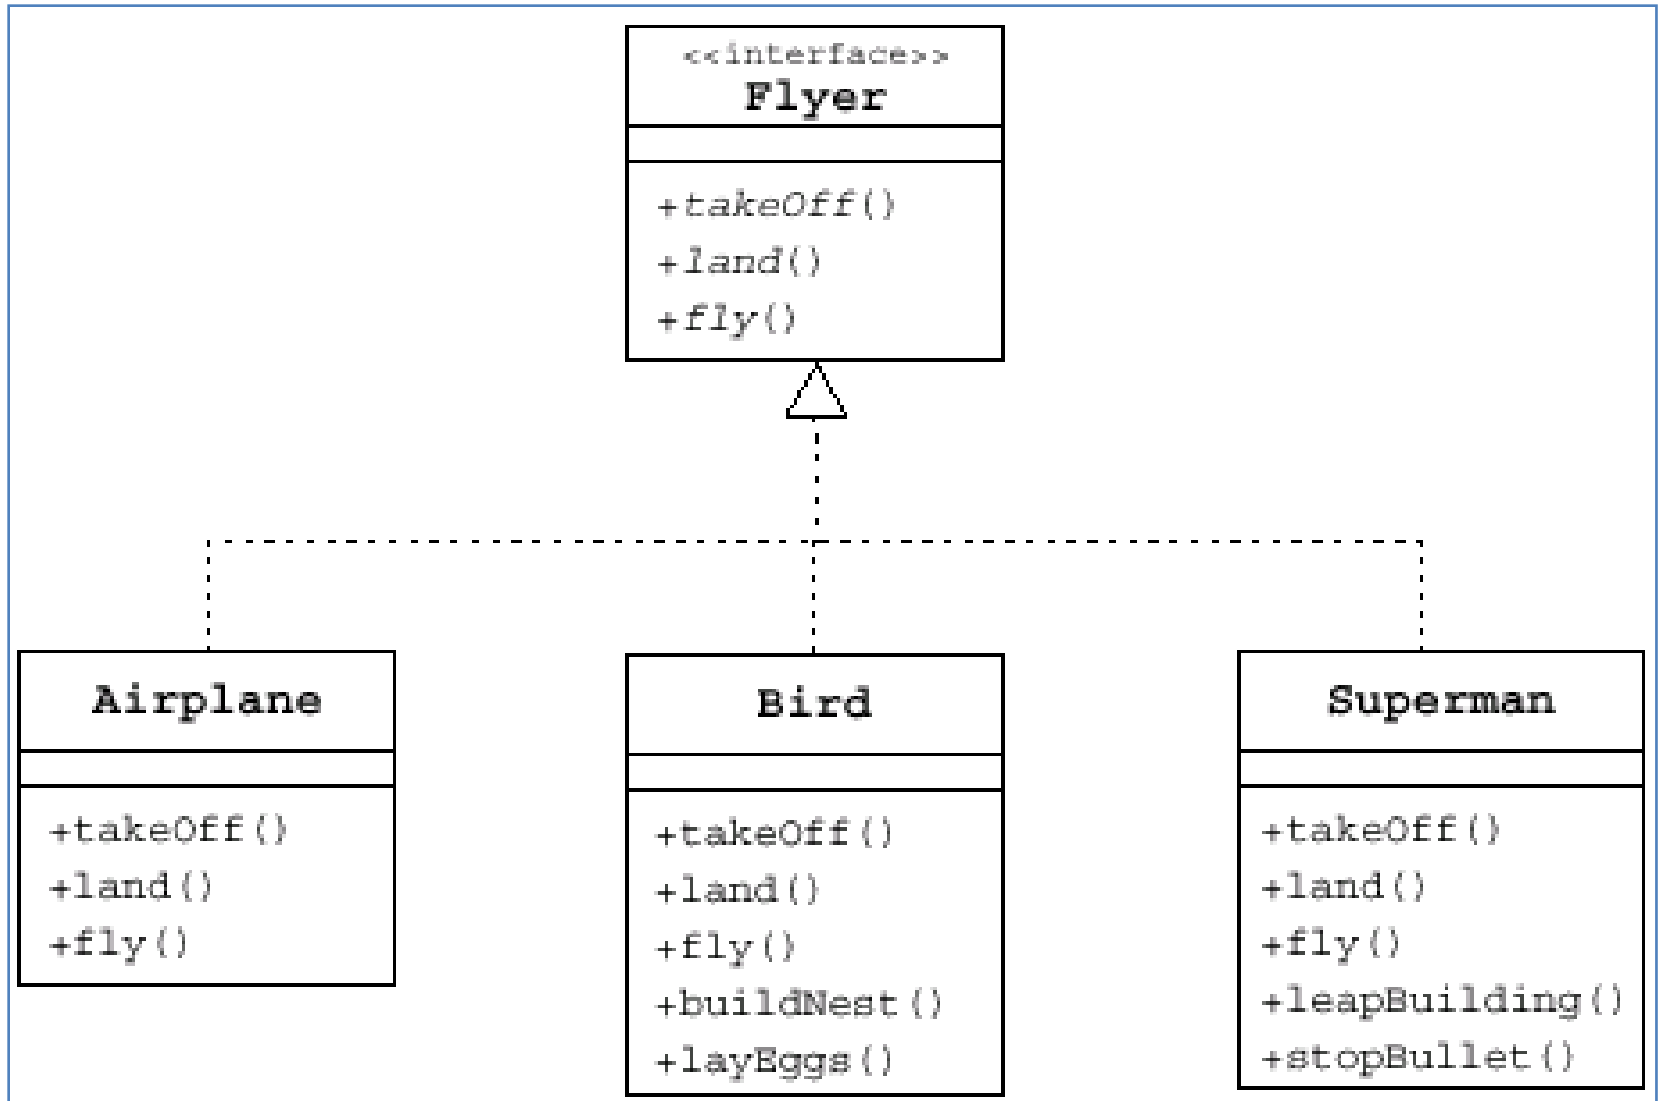 <<interface>>
Flyer
+takeOff()
+land()
+fly()
Airplane
+takeOff()
+land()
+fly()
Bird
+takeOff()
+land()
+fly()
+buildNest()
+layEggs()
Superman
+takeOff()
+land()
+fly()
+leapBuilding()
+stopBullet()